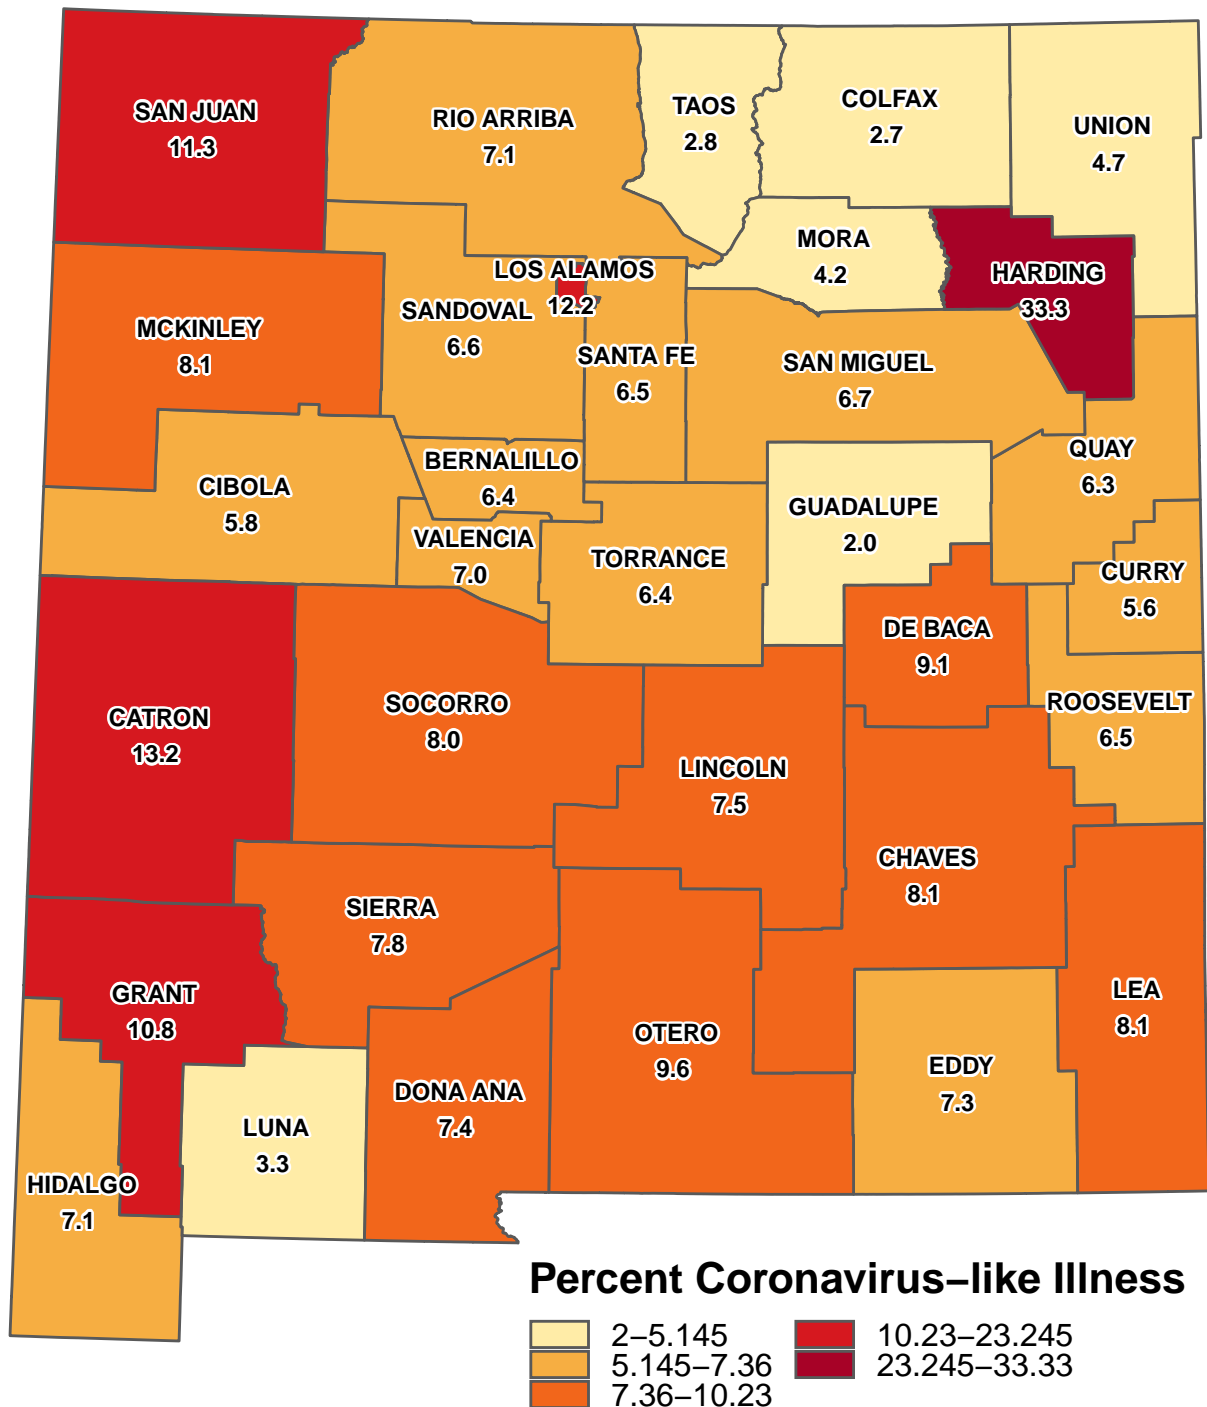 SAN JUAN
11.3
RIO ARRIBA
7.1
TAOS
2.8
COLFAX
2.7
UNION
4.7
MORA
4.2
HARDING
33.3
LOS ALAMOS
12.2
SANDOVAL
6.6
MCKINLEY
8.1
SANTA FE
6.5
SAN MIGUEL
6.7
QUAY
6.3
BERNALILLO
6.4
CIBOLA
5.8
GUADALUPE
2.0
VALENCIA
7.0
TORRANCE
6.4
CURRY
5.6
DE BACA
9.1
ROOSEVELT
6.5
CATRON
13.2
SOCORRO
8.0
LINCOLN
7.5
CHAVES
8.1
SIERRA
7.8
GRANT
10.8
LEA
8.1
OTERO
9.6
EDDY
7.3
DONA ANA
7.4
LUNA
3.3
HIDALGO
7.1
Percent Coronavirus–like Illness
2–5.145
5.145–7.36
7.36–10.23
10.23–23.245
23.245–33.33